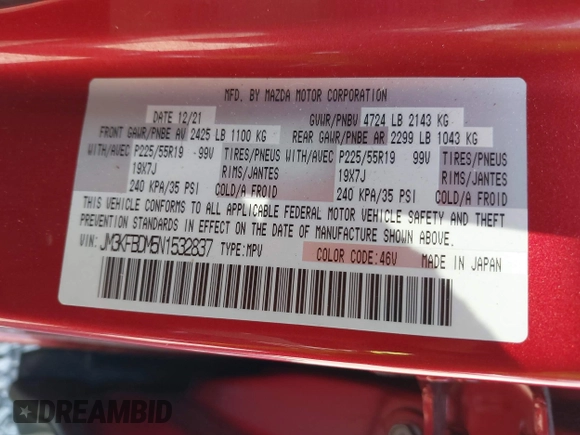 MFD. BY MAZDA MOTOR CORPORATION
DATE 12/21 GVWR/PNBV 4724 LB 2143 KG
FRONT GAWR/PNBE AV 2425 LB 1100 KG REAR GAWR/PNBE AR 2299 LB 1043 KG
WITH/AVEC P225/55R19 99V TIRES/PNEUS WITH/AVEC P225/55R19 99V TIRES/PNEUS
19X7J RIMS/JANTES 19X7J RIMS/JANTES
240 KPA/35 PSI COLD/A FROID 240 KPA/35 PSI COLD/A FROID
THIS VEHICLE CONFORMS TO ALL APPLICABLE FEDERAL MOTOR VEHICLE SAFETY AND THEFT
PREVENTION STANDARDS IN EFFECT ON THE DATE OF MANUFACTURE SHOWN ABOVE.
VIN: JM3KFBDM5N1532837 TYPE:MPV COLOR CODE:46V MADE IN JAPAN
DREAMBID